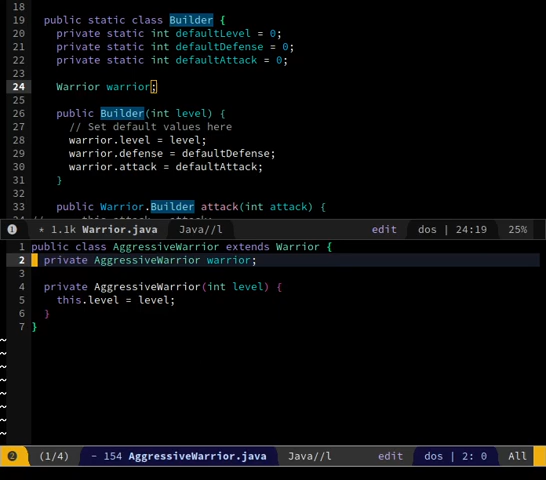 18
19 public static class Builder {
20 private static int defaultLevel = 0;
21 private static int defaultDefense = 0;
22 private static int defaultAttack = 0;
23
24 Warrior warrior;
25
26 public Builder(int level) {
27 // Set default values here
28 warrior.level = level;
29 warrior.defense = defaultDefense;
30 warrior.attack = defaultAttack;
31 }
32
33 public Warrior.Builder attack(int attack) {
1 * 1.1k Warrior.java Java//l edit dos | 24:19 25%
1 public class AggressiveWarrior extends Warrior {
2 private AggressiveWarrior warrior;
3
4 private AggressiveWarrior(int level) {
5 this.level = level;
6 }
7 }
~
~
~
~
~
~
~
~
2 (1/4) - 154 AggressiveWarrior.java Java//l edit dos | 2: 0 All